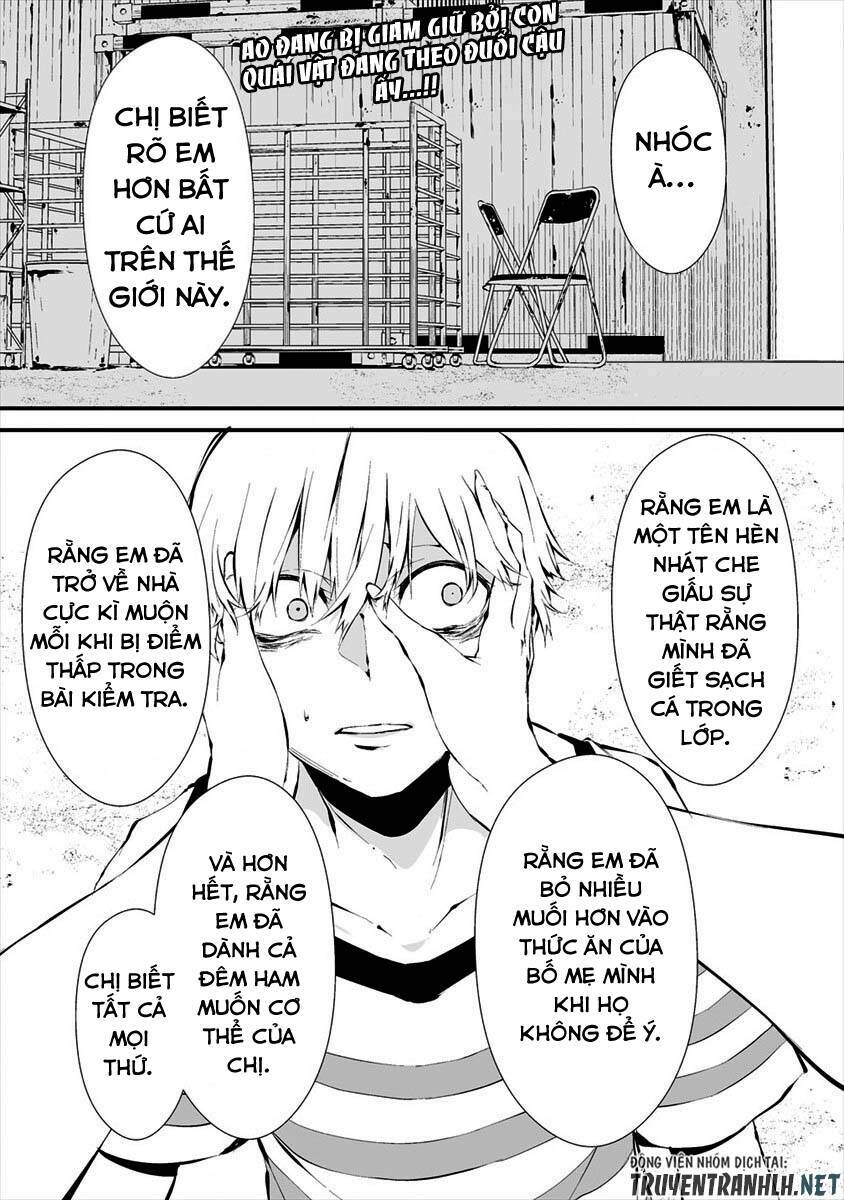 AO ĐANG BỊ GIAM GIỮ BỞI CON
QUÁI VẬT ĐANG THEO ĐUỔI CẬU
ẤY...!!
NHÓC
À...
CHỊ BIẾT
RÕ EM
HƠN BẤT
CỨ AI
TRÊN THẾ
GIỚI NÀY.
RẰNG EM LÀ
MỘT TÊN HÈN
NHÁT CHE
GIẤU SỰ
THẬT RẰNG
MÌNH ĐÃ
GIẾT SẠCH
CÁ TRONG
LỚP.
RẰNG EM ĐÃ
TRỞ VỀ NHÀ
CỰC KÌ MUỘN
MỖI KHI BỊ ĐIỂM
THẤP TRONG
BÀI KIỂM TRA.
RẰNG EM ĐÃ
BỎ NHIỀU
MUỐI HƠN VÀO
THỨC ĂN CỦA
BỐ MẸ MÌNH
KHI HỌ
KHÔNG ĐỂ Ý.
VÀ HƠN
HẾT, RẰNG
EM ĐÃ
DÀNH CẢ
ĐÊM HAM
MUỐN CƠ
THỂ CỦA
CHỊ.
CHỊ BIẾT
TẤT CẢ
MỌI
THỨ.
ĐỘNG VIÊN NHÓM DỊCH TẠI:
TRUYENTRANHLH.NET